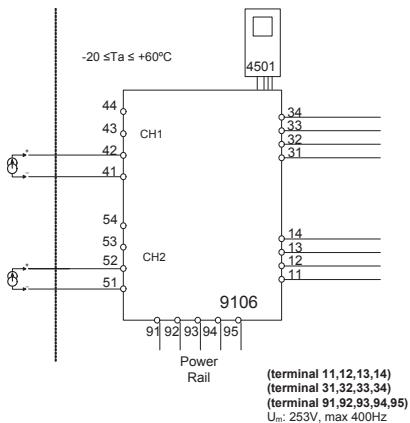 -20 ≤Ta ≤ +60ºC
4501
44
43
CH1
42
+
41
-
34
33
32
31
54
53
CH2
52
+
51
-
14
13
12
11
9106
91 92 93 94 95
Power
Rail
(terminal 11,12,13,14)
(terminal 31,32,33,34)
(terminal 91,92,93,94,95)
Um: 253V, max 400Hz